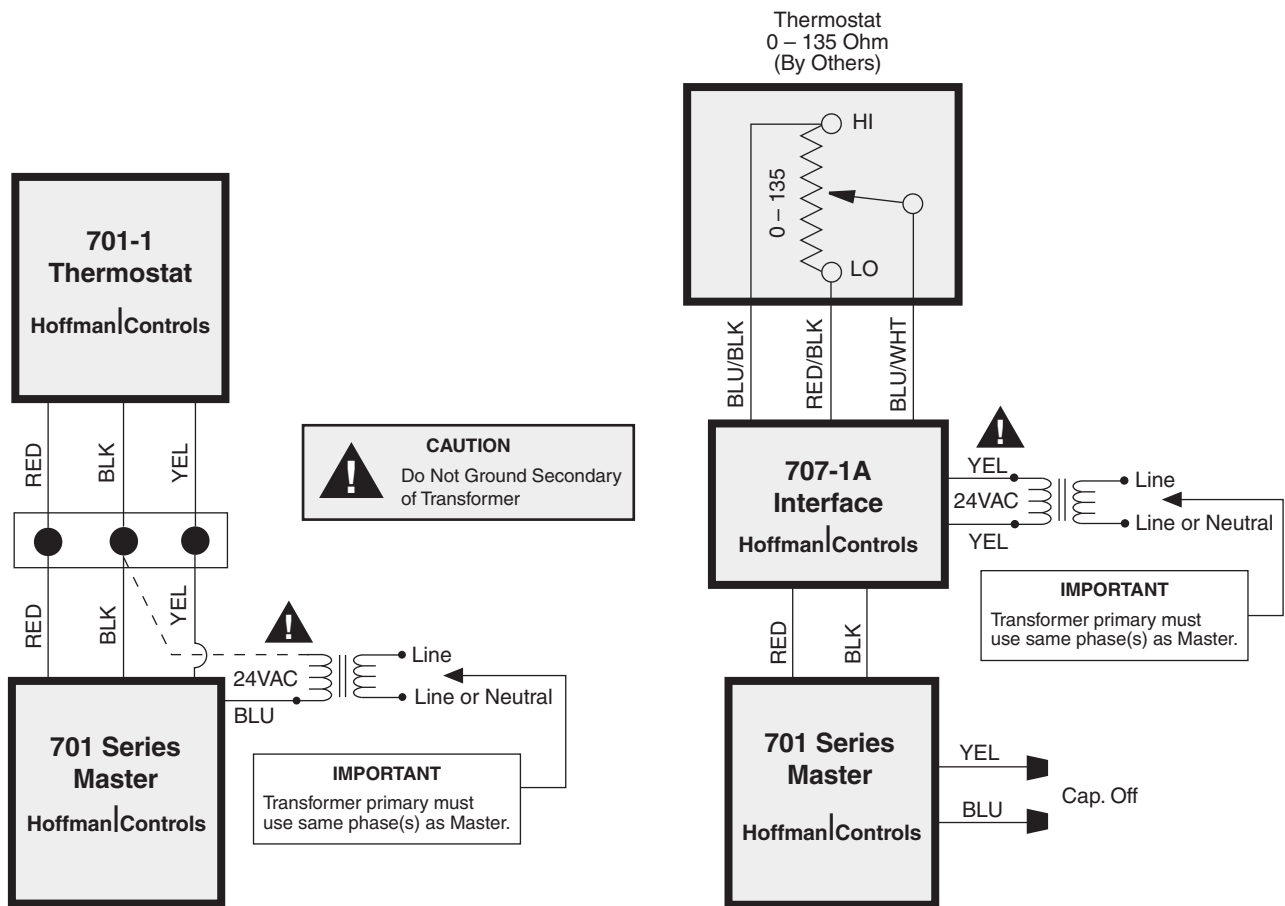 701-1
Thermostat
Hoffman|Controls
RED
BLK
YEL
RED
BLK
YEL
24VAC
BLU
Line
Line or Neutral
701 Series
Master
Hoffman|Controls
IMPORTANT
Transformer primary must
use same phase(s) as Master.
CAUTION
Do Not Ground Secondary
of Transformer
Thermostat
0 – 135 Ohm
(By Others)
HI
0 – 135
LO
BLU/BLK
RED/BLK
BLU/WHT
707-1A
Interface
Hoffman|Controls
YEL
24VAC
YEL
Line
Line or Neutral
IMPORTANT
Transformer primary must
use same phase(s) as Master.
RED
BLK
701 Series
Master
Hoffman|Controls
YEL
BLU
Cap. Off